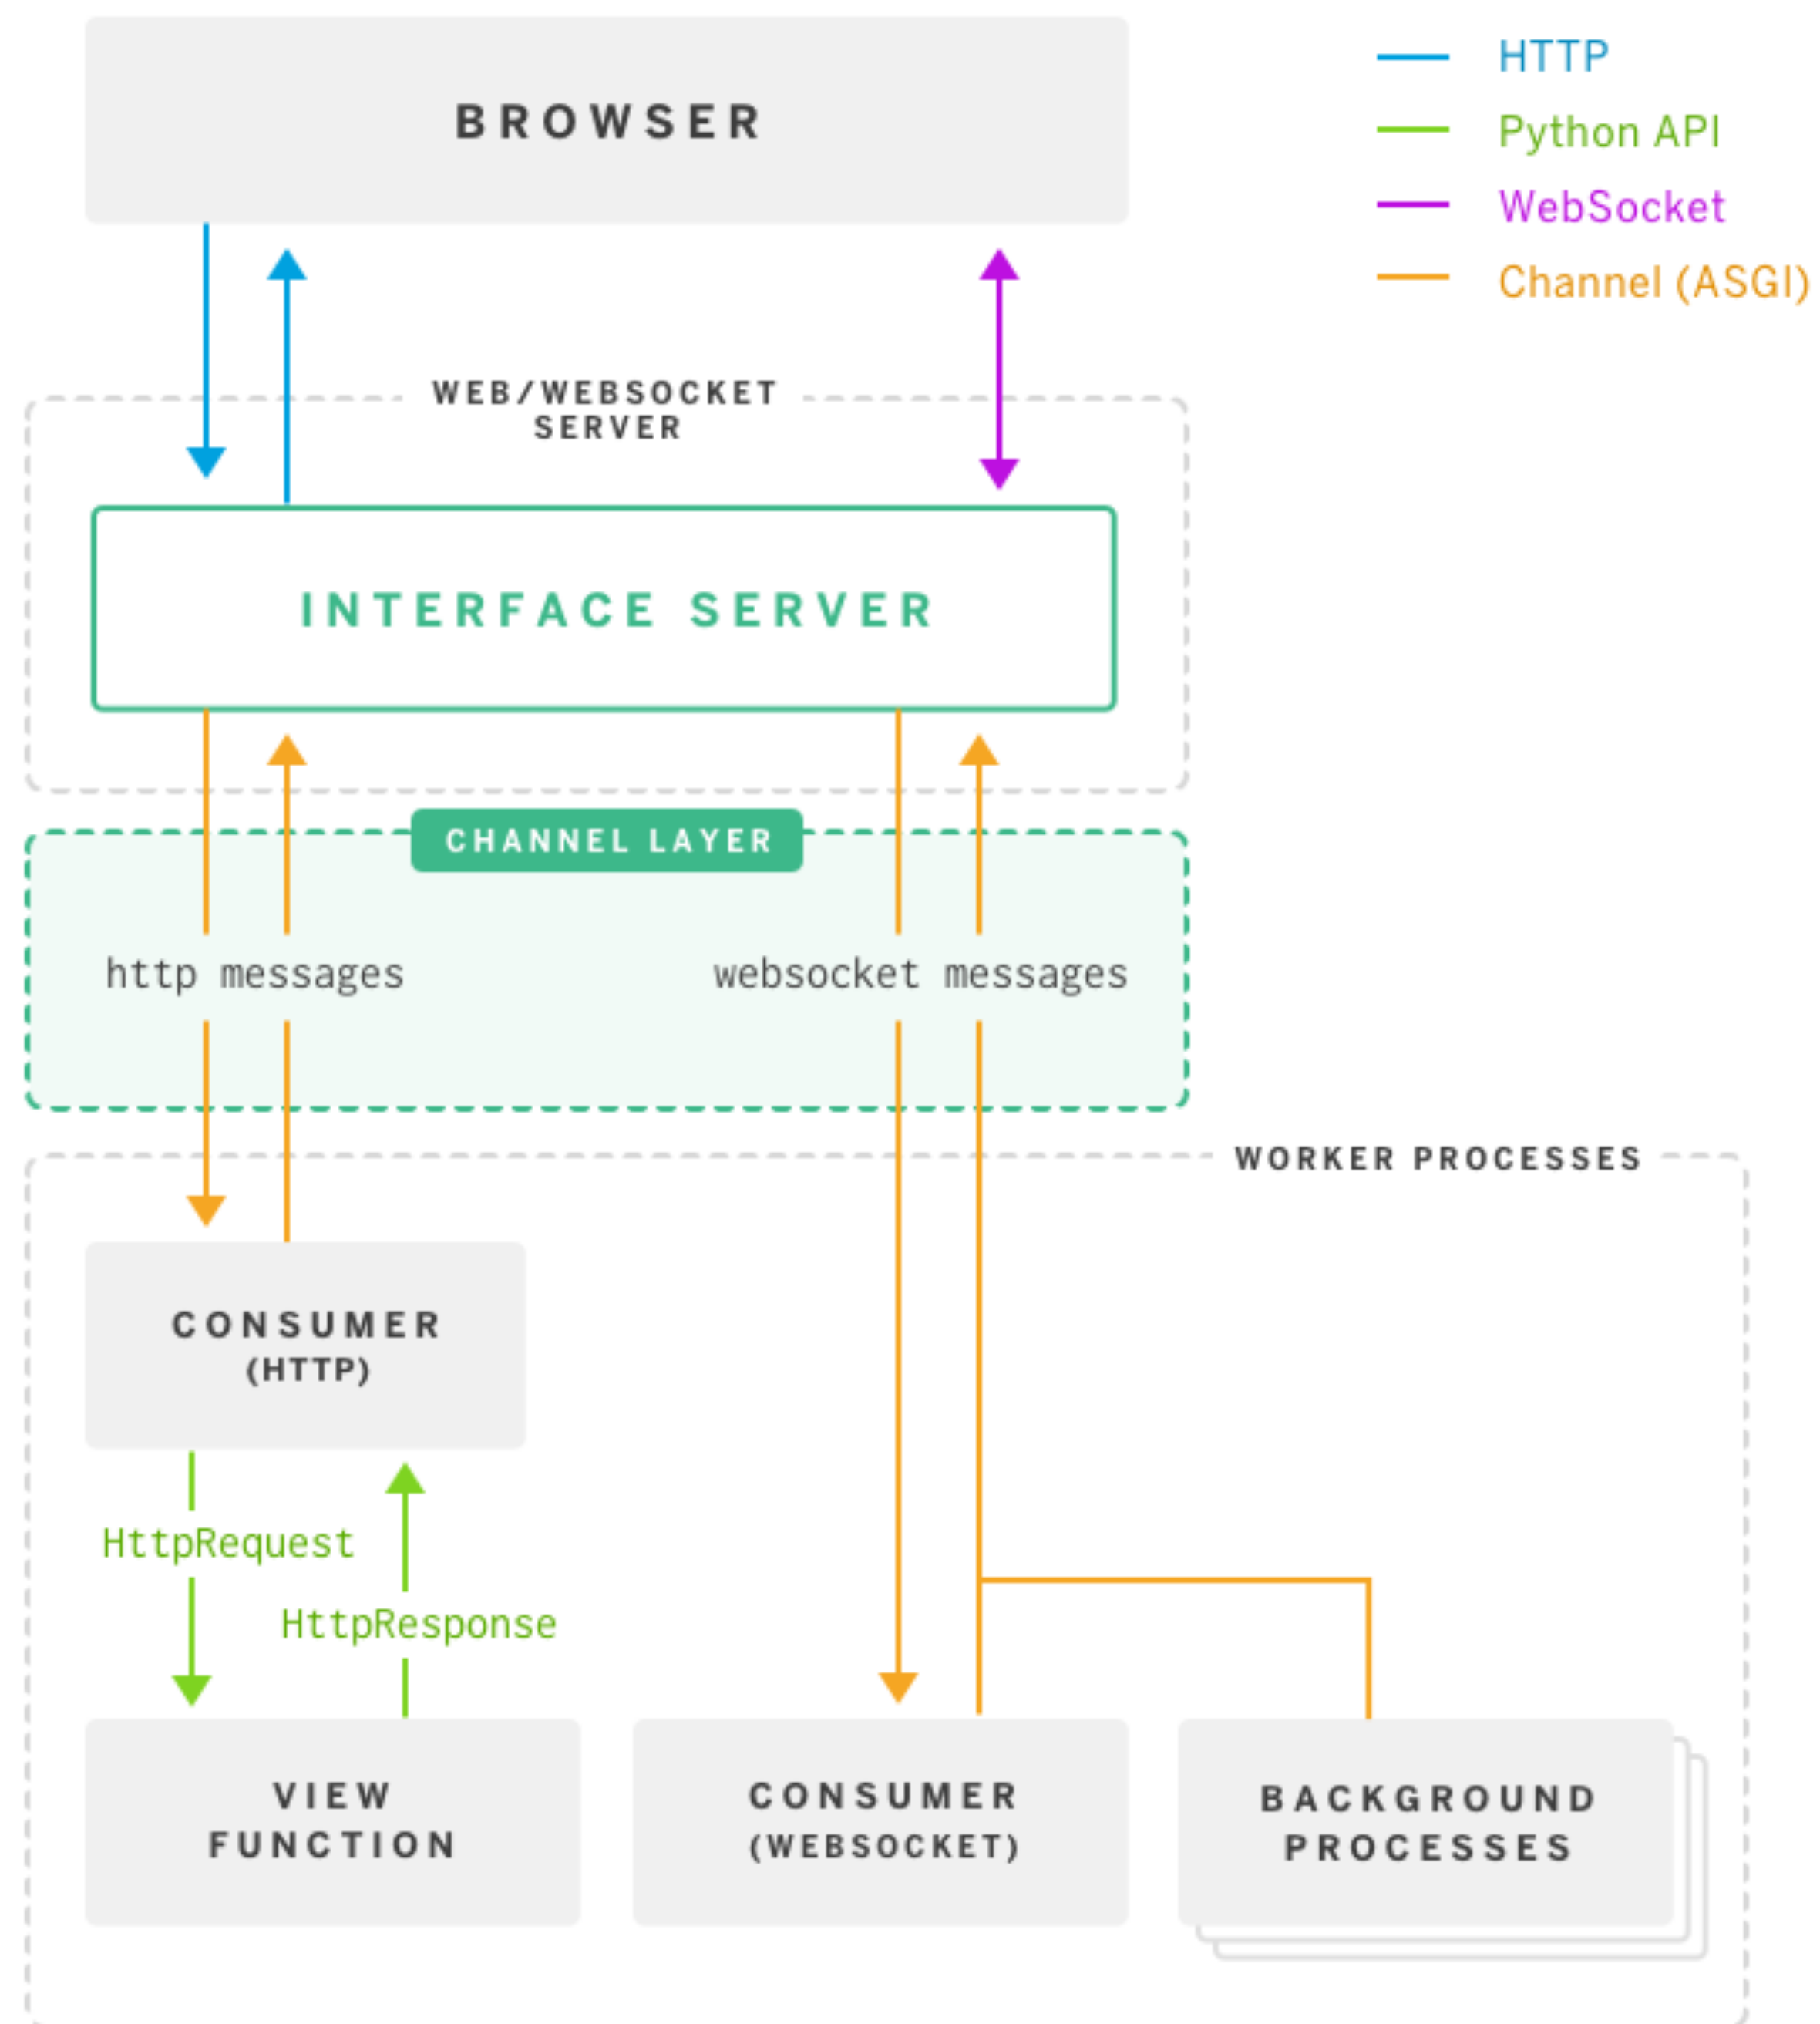 BROWSER
HTTP
Python API
WebSocket
Channel (ASGI)
WEB/WEBSOCKET
SERVER
INTERFACE SERVER
CHANNEL LAYER
http messages
websocket messages
WORKER PROCESSES
CONSUMER
(HTTP)
HttpRequest
HttpResponse
VIEW
FUNCTION
CONSUMER
(WEBSOCKET)
BACKGROUND
PROCESSES